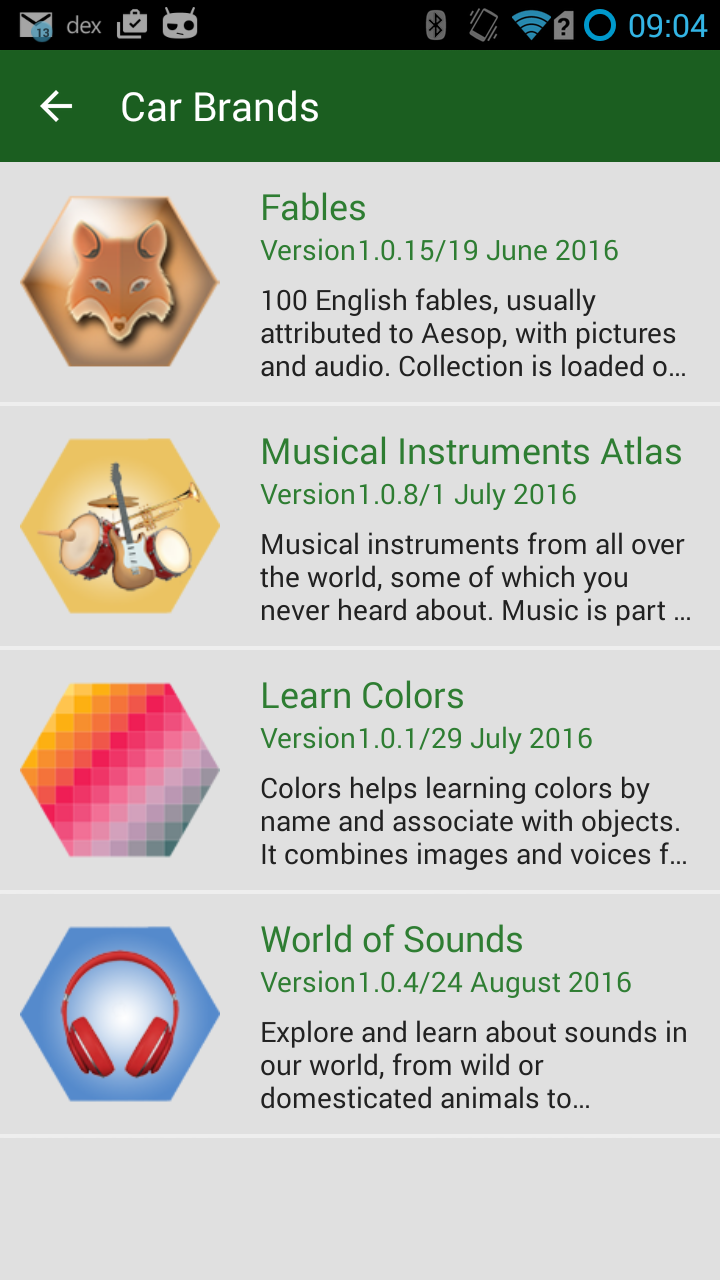 dex 09:04
13
Car Brands
Fables
Version1.0.15/19 June 2016
100 English fables, usually
attributed to Aesop, with pictures
and audio. Collection is loaded o...
Musical Instruments Atlas
Version1.0.8/1 July 2016
Musical instruments from all over
the world, some of which you
never heard about. Music is part ...
Learn Colors
Version1.0.1/29 July 2016
Colors helps learning colors by
name and associate with objects.
It combines images and voices f...
World of Sounds
Version1.0.4/24 August 2016
Explore and learn about sounds in
our world, from wild or
domesticated animals to...